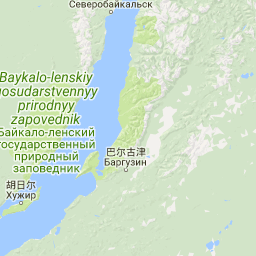 Северобайкальск
Baykalo-lenskiy
gosudarstvennyy
prirodnyy
zapovednik
Байкало-ленский
государственный
природный
заповедник
巴尔古津
Баргузин
胡日尔
Хужир